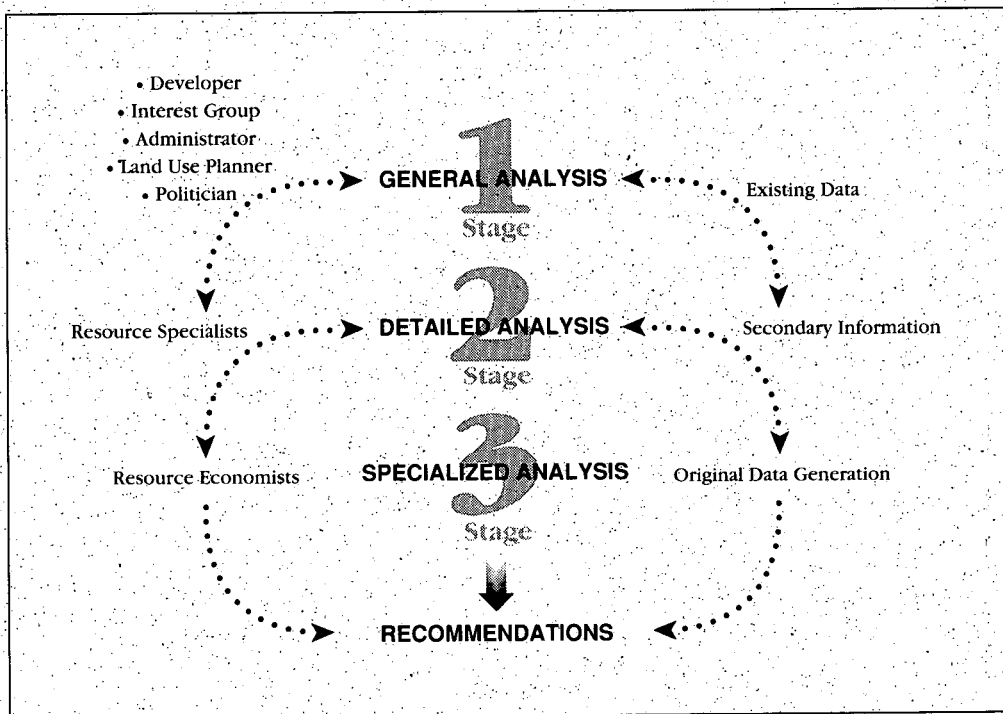 • Developer
• Interest Group
• Administrator
• Land Use Planner
• Politician
1
GENERAL ANALYSIS
Stage
Existing Data
2
Resource Specialists
DETAILED ANALYSIS
Secondary Information
Stage
3
Resource Economists
SPECIALIZED ANALYSIS
Original Data Generation
Stage
RECOMMENDATIONS